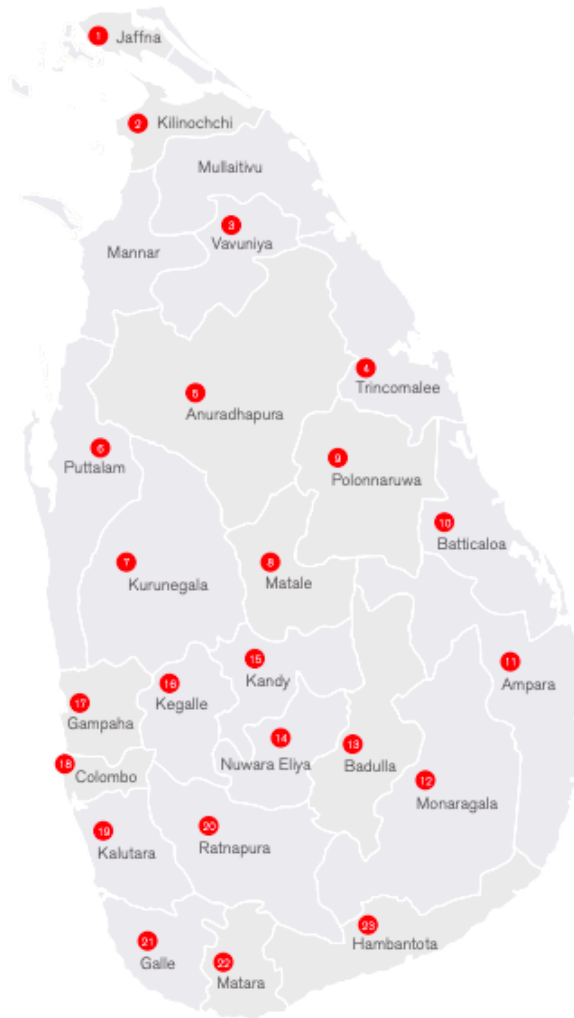 1 Jaffna
2 Kilinochchi
Mullaitivu
3
Vavuniya
Mannar
4
Trincomalee
5
Anuradhapura
6
Puttalam
9
Polonnaruwa
10
Batticaloa
7
Kurunegala
8
Matale
15
Kandy
11
Ampara
16
Kegalle
17
Gampaha
14
Nuwara Eliya
13
Badulla
12
Monaragala
18
Colombo
19
Kalutara
20
Ratnapura
21
Galle
22
Matara
23
Hambantota